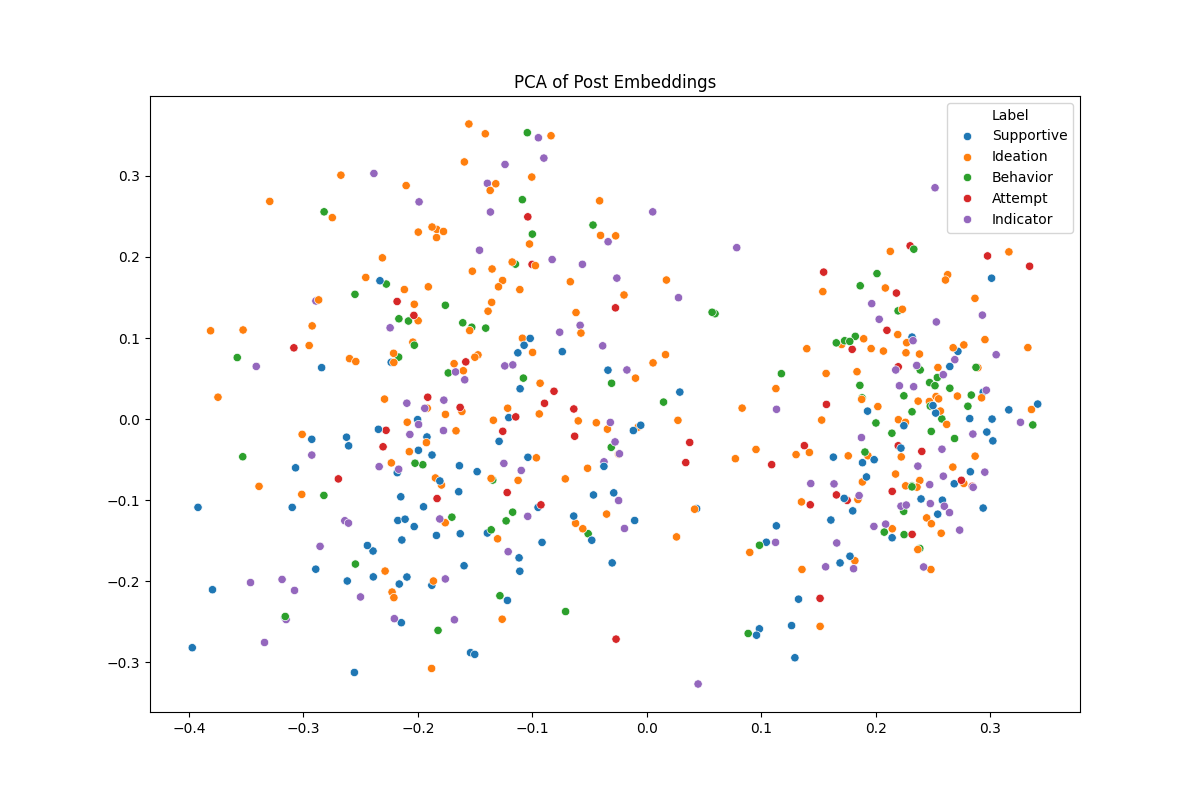 PCA of Post Embeddings
Label
Supportive
Ideation
Behavior
Attempt
Indicator
0.3
0.2
0.1
0.0
−0.1
−0.2
−0.3
−0.4 −0.3 −0.2 −0.1 0.0 0.1 0.2 0.3